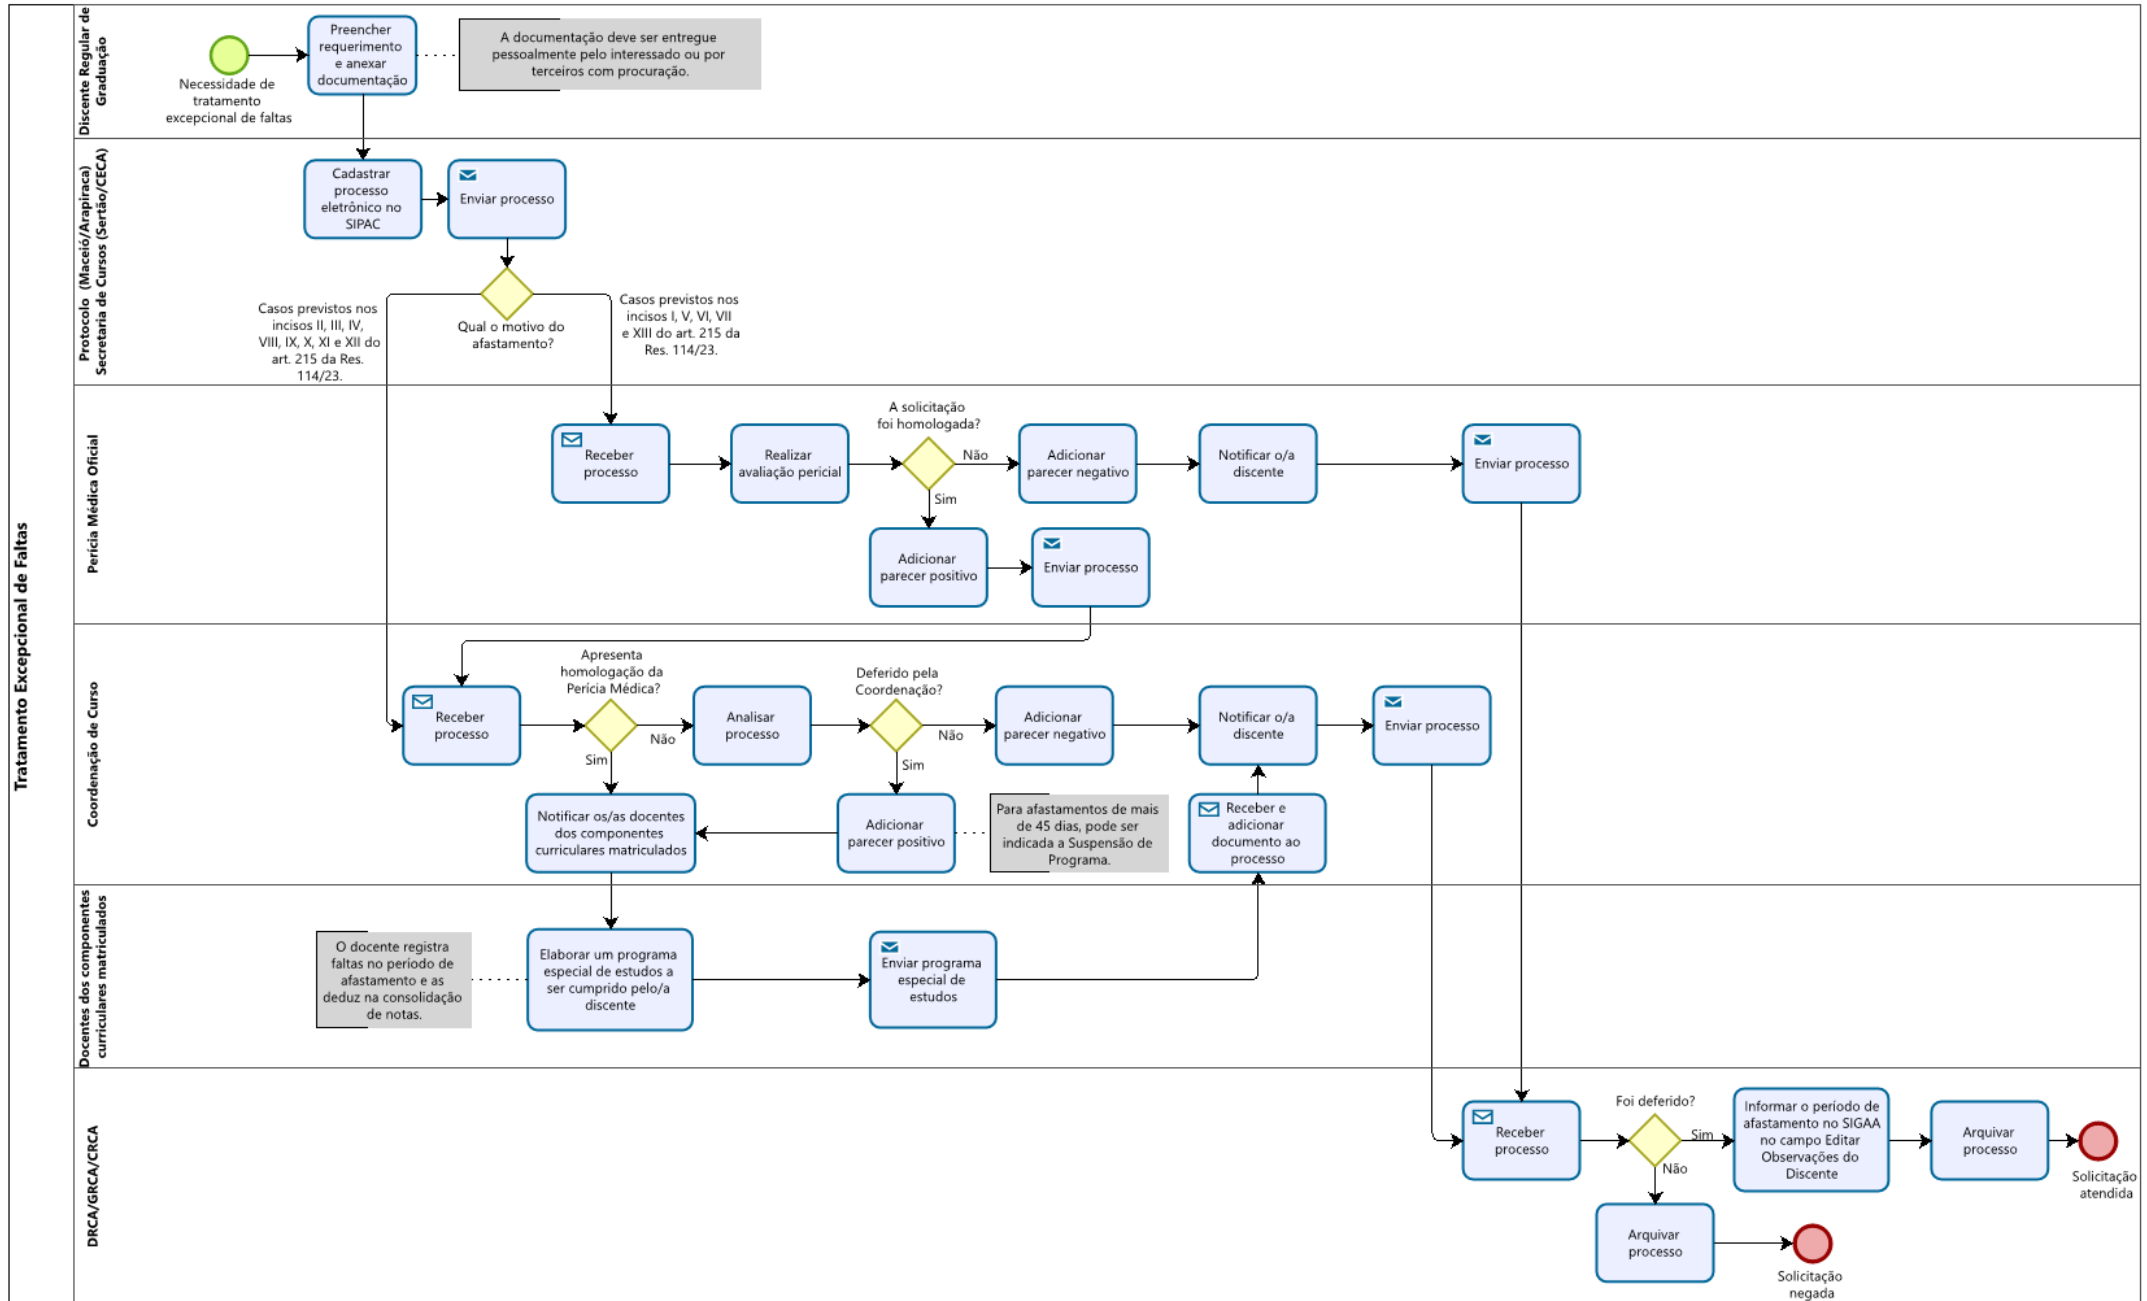 Tratamento Excepcional de Faltas
Discente Regular de
Graduação
Necessidade de
tratamento
excepcional de faltas
Preencher
requerimento
e anexar
documentação
A documentação deve ser entregue
pessoalmente pelo interessado ou por
terceiros com procuração.
Protocolo (Maceió/Arapiraca)
Secretaria de Cursos (Sertão/CECA)
Cadastrar
processo
eletrônico no
SIPAC
Enviar processo
Qual o motivo do
afastamento?
Casos previstos nos
incisos II, III, IV,
VIII, IX, X, XI e XII do
art. 215 da Res.
114/23.
Casos previstos nos
incisos I, V, VI, VII
e XIII do art. 215 da
Res. 114/23.
Perícia Médica Oficial
Receber
processo
Realizar
avaliação pericial
A solicitação
foi homologada?
Não
Adicionar
parecer negativo
Notificar o/a
discente
Enviar processo
Sim
Adicionar
parecer positivo
Enviar processo
Coordenação de Curso
Receber
processo
Apresenta
homologação da
Perícia Médica?
Não
Analisar
processo
Deferido pela
Coordenação?
Não
Adicionar
parecer negativo
Notificar o/a
discente
Enviar processo
Sim
Notificar os/as docentes
dos componentes
curriculares matriculados
Sim
Adicionar
parecer positivo
Para afastamentos de mais
de 45 dias, pode ser
indicada a Suspensão de
Programa.
Receber e
adicionar
documento ao
processo
Docentes dos componentes
curriculares matriculados
O docente registra
faltas no período de
afastamento e as
deduz na consolidação
de notas.
Elaborar um programa
especial de estudos a
ser cumprido pelo/a
discente
Enviar programa
especial de
estudos
DRCA/GRCA/CRCA
Receber
processo
Foi deferido?
Sim
Informar o período de
afastamento no SIGAA
no campo Editar
Observações do
Discente
Arquivar
processo
Solicitação
atendida
Não
Arquivar
processo
Solicitação
negada